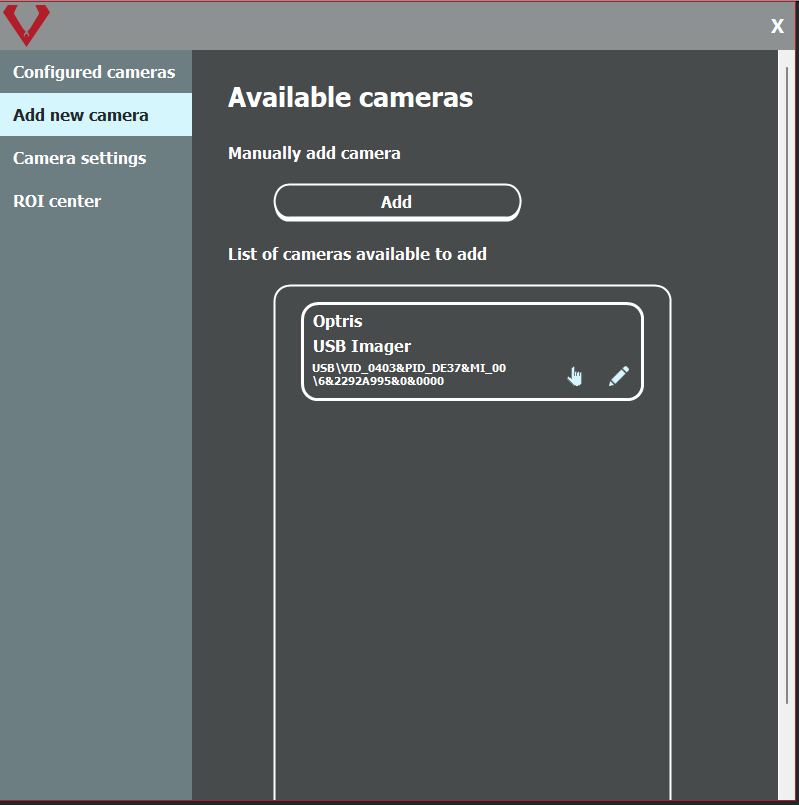 X
Configured cameras
Add new camera
Camera settings
ROI center
Available cameras
Manually add camera
Add
List of cameras available to add
Optris
USB Imager
USB\VID_0403&PID_DE37&MI_00
\6&2292A995&0&0000